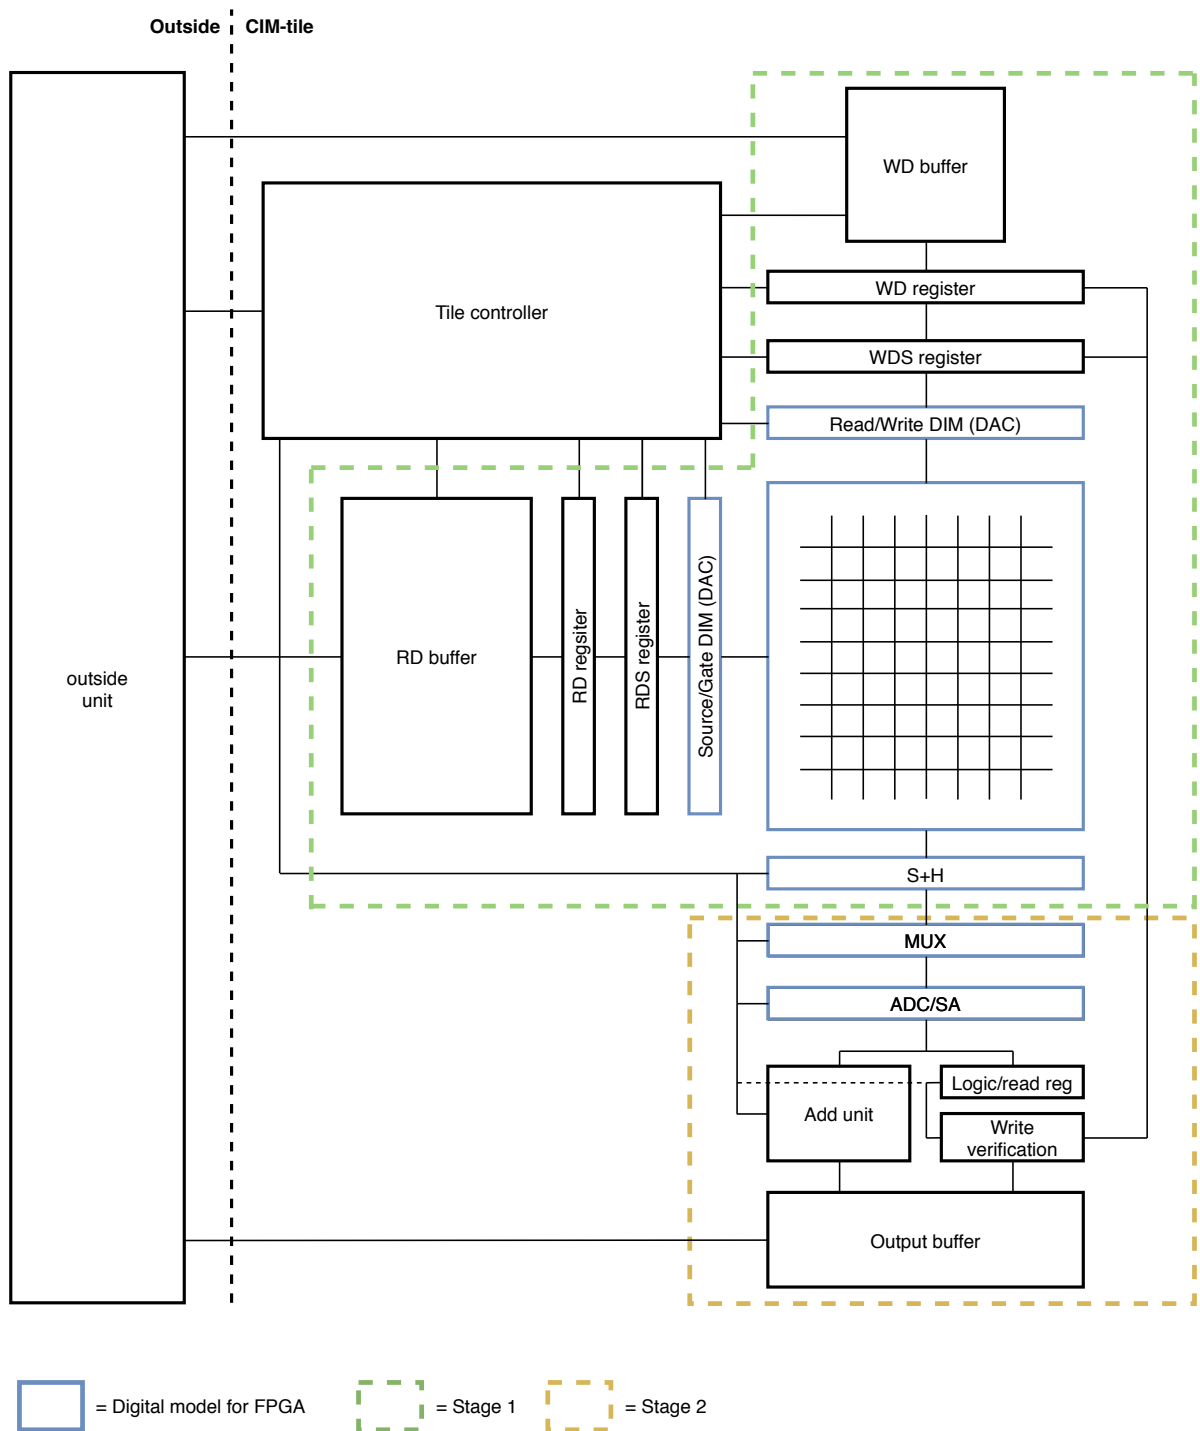 Outside
CIM-tile
WD buffer
Tile controller
WD register
WDS register
Read/Write DIM (DAC)
outside
unit
RD buffer
RD regsiter
RDS register
Source/Gate DIM (DAC)
S+H
MUX
ADC/SA
Add unit
Logic/read reg
Write
verification
Output buffer
= Digital model for FPGA
= Stage 1
= Stage 2